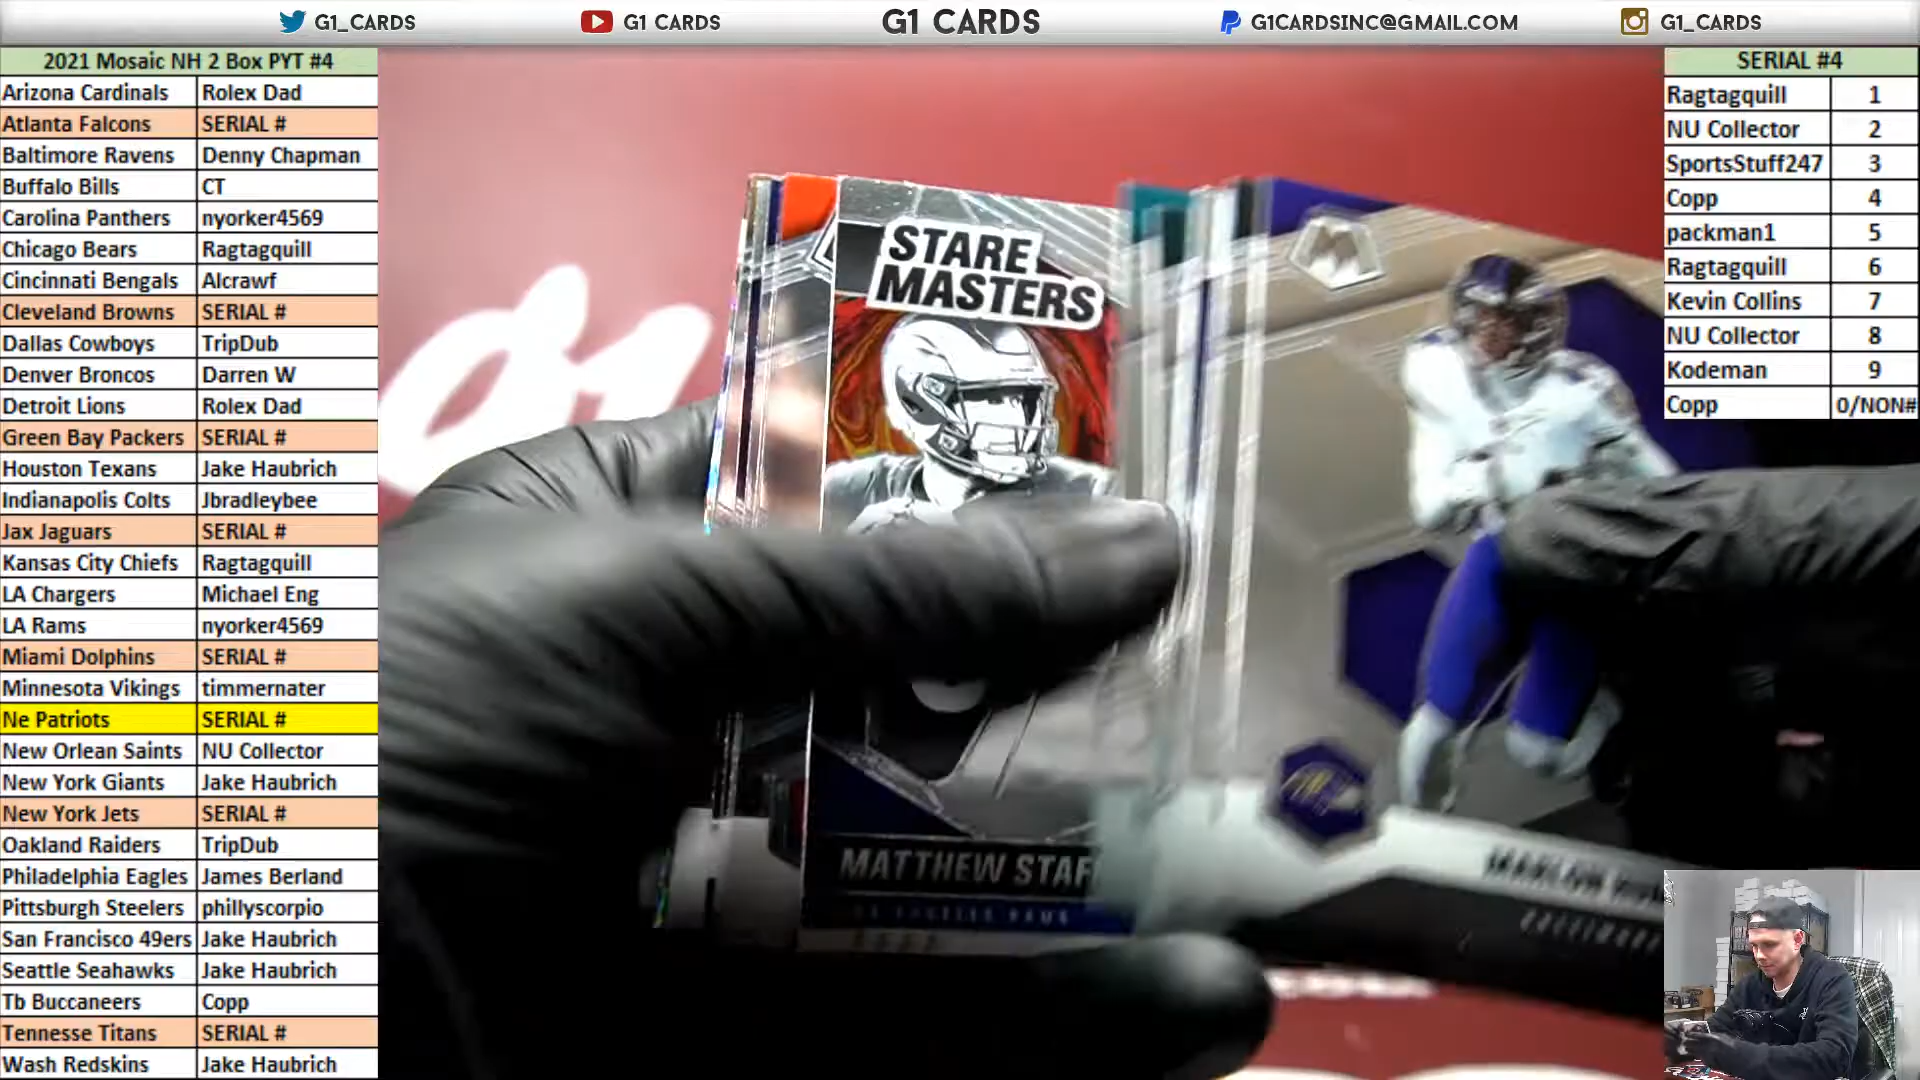 G1_CARDS
G1 CARDS
G1 CARDS
G1CARDSINC@GMAIL.COM
G1_CARDS
2021 Mosaic NH 2 Box PYT #4
Arizona Cardinals Rolex Dad
Atlanta Falcons SERIAL #
Baltimore Ravens Denny Chapman
Buffalo Bills CT
Carolina Panthers nyorker4569
Chicago Bears Ragtagquill
Cincinnati Bengals Alcrawf
Cleveland Browns SERIAL #
Dallas Cowboys TripDub
Denver Broncos Darren W
Detroit Lions Rolex Dad
Green Bay Packers SERIAL #
Houston Texans Jake Haubrich
Indianapolis Colts Jbradleybee
Jax Jaguars SERIAL #
Kansas City Chiefs Ragtagquill
LA Chargers Michael Eng
LA Rams nyorker4569
Miami Dolphins SERIAL #
Minnesota Vikings timmernater
Ne Patriots SERIAL #
New Orlean Saints NU Collector
New York Giants Jake Haubrich
New York Jets SERIAL #
Oakland Raiders TripDub
Philadelphia Eagles James Berland
Pittsburgh Steelers phillyscorpio
San Francisco 49ers Jake Haubrich
Seattle Seahawks Jake Haubrich
Tb Buccaneers Copp
Tennesse Titans SERIAL #
Wash Redskins Jake Haubrich
STARE
MASTERS
MATTHEW STAF
SERIAL #4
Ragtagquill 1
NU Collector 2
SportsStuff247 3
Copp 4
packman1 5
Ragtagquill 6
Kevin Collins 7
NU Collector 8
Kodeman 9
Copp 0/NON#